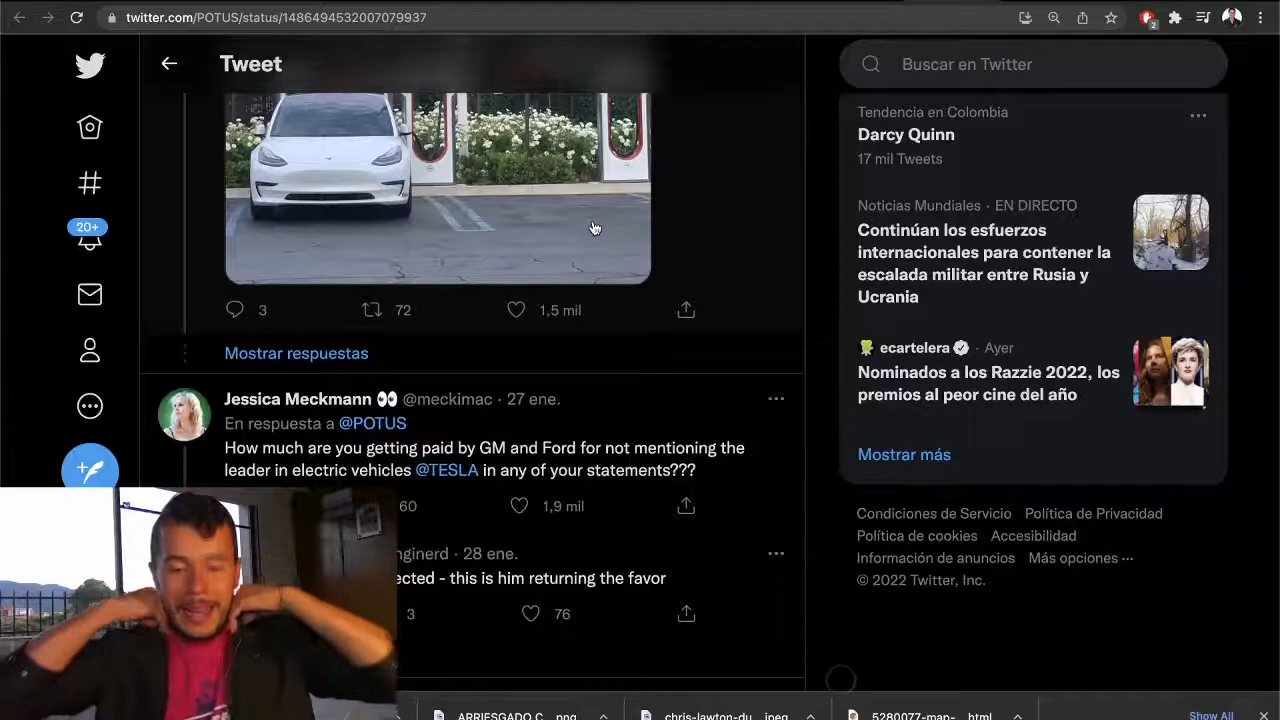 twitter.com/POTUS/status/1486494532007079937
2
Tweet
Buscar en Twitter
Tendencia en Colombia
Darcy Quinn
17 mil Tweets
20+
Noticias Mundiales · EN DIRECTO
Continúan los esfuerzos
internacionales para contener la
escalada militar entre Rusia y
Ucrania
3 72 1,5 mil
Mostrar respuestas
ecartelera · Ayer
Nominados a los Razzie 2022, los
premios al peor cine del año
Mostrar más
Jessica Meckmann 👀 @meckimac · 27 ene.
En respuesta a @POTUS
How much are you getting paid by GM and Ford for not mentioning the
leader in electric vehicles @TESLA in any of your statements???
60 1,9 mil
nginerd · 28 ene.
ected - this is him returning the favor
3 76
Condiciones de Servicio Política de Privacidad
Política de cookies Accesibilidad
Información de anuncios Más opciones ···
© 2022 Twitter, Inc.
ARRIESGADO C....png
chris-lawton-du....jpeg
5280077-map-....html
Show All